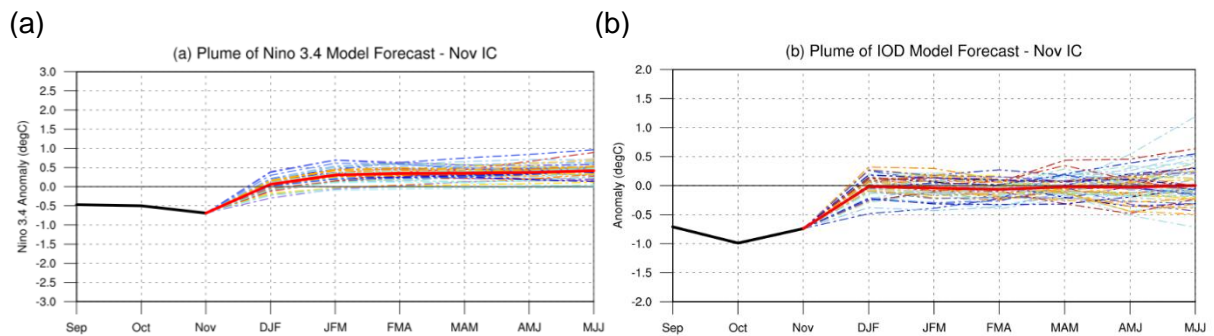 (a)
(b)
(a) Plume of Nino 3.4 Model Forecast - Nov IC
3.0
2.5
2.0
1.5
1.0
0.5
0.0
-0.5
-1.0
-1.5
-2.0
-2.5
-3.0
Nino 3.4 Anomaly (degC)
Sep Oct Nov DJF JFM FMA MAM AMJ MJJ
(b) Plume of IOD Model Forecast - Nov IC
2.0
1.5
1.0
0.5
0.0
-0.5
-1.0
-1.5
-2.0
Anomaly (degC)
Sep Oct Nov DJF JFM FMA MAM AMJ MJJ